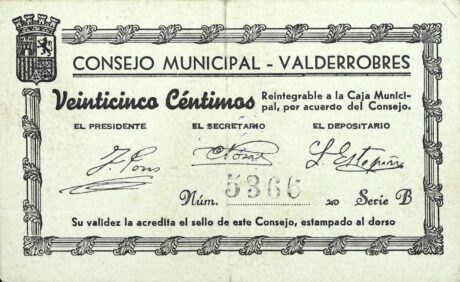 CONSEJO MUNICIPAL - VALDERROBRES
Veinticinco Céntimos
Reintegrable a la Caja Munici-
pal, por acuerdo del Consejo.
EL PRESIDENTE EL SECRETARIO EL DEPOSITARIO
J. Pons
Núm. 5366 Serie B
Su validez la acredita el sello de este Consejo, estampado al dorso